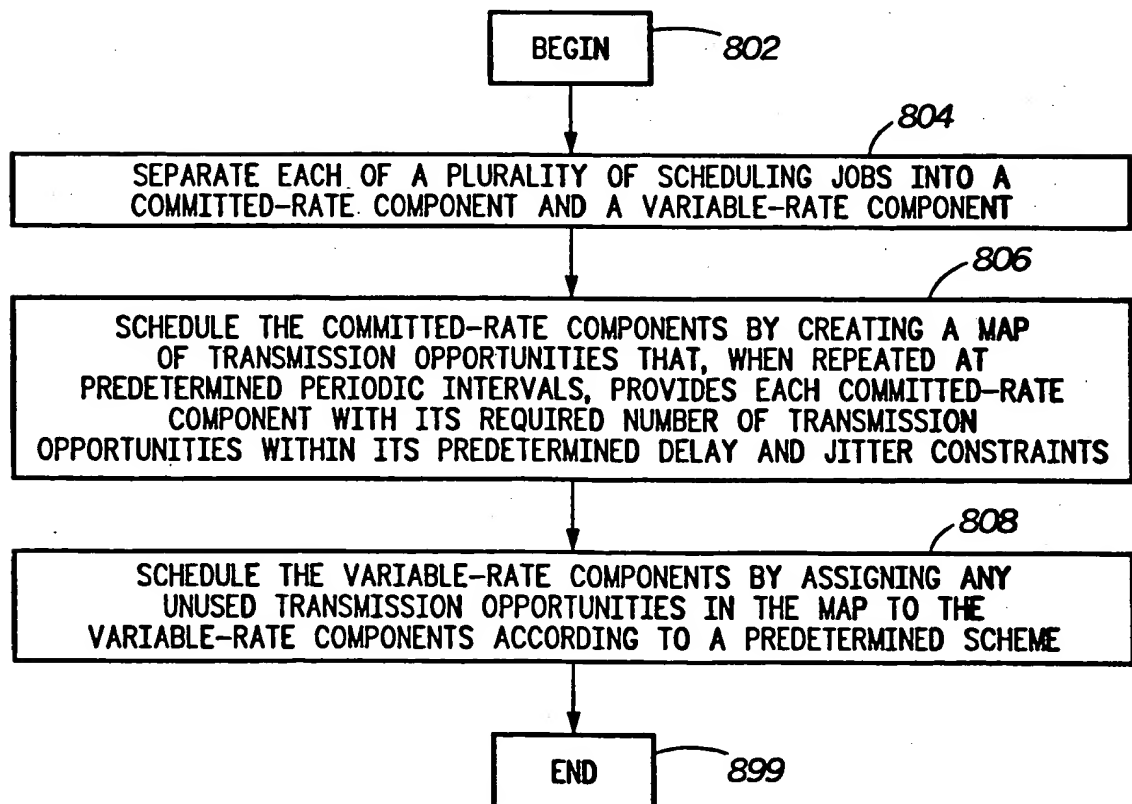 BEGIN
802
804
SEPARATE EACH OF A PLURALITY OF SCHEDULING JOBS INTO A
COMMITTED-RATE COMPONENT AND A VARIABLE-RATE COMPONENT
806
SCHEDULE THE COMMITTED-RATE COMPONENTS BY CREATING A MAP
OF TRANSMISSION OPPORTUNITIES THAT, WHEN REPEATED AT
PREDETERMINED PERIODIC INTERVALS, PROVIDES EACH COMMITTED-RATE
COMPONENT WITH ITS REQUIRED NUMBER OF TRANSMISSION
OPPORTUNITIES WITHIN ITS PREDETERMINED DELAY AND JITTER CONSTRAINTS
808
SCHEDULE THE VARIABLE-RATE COMPONENTS BY ASSIGNING ANY
UNUSED TRANSMISSION OPPORTUNITIES IN THE MAP TO THE
VARIABLE-RATE COMPONENTS ACCORDING TO A PREDETERMINED SCHEME
END
899